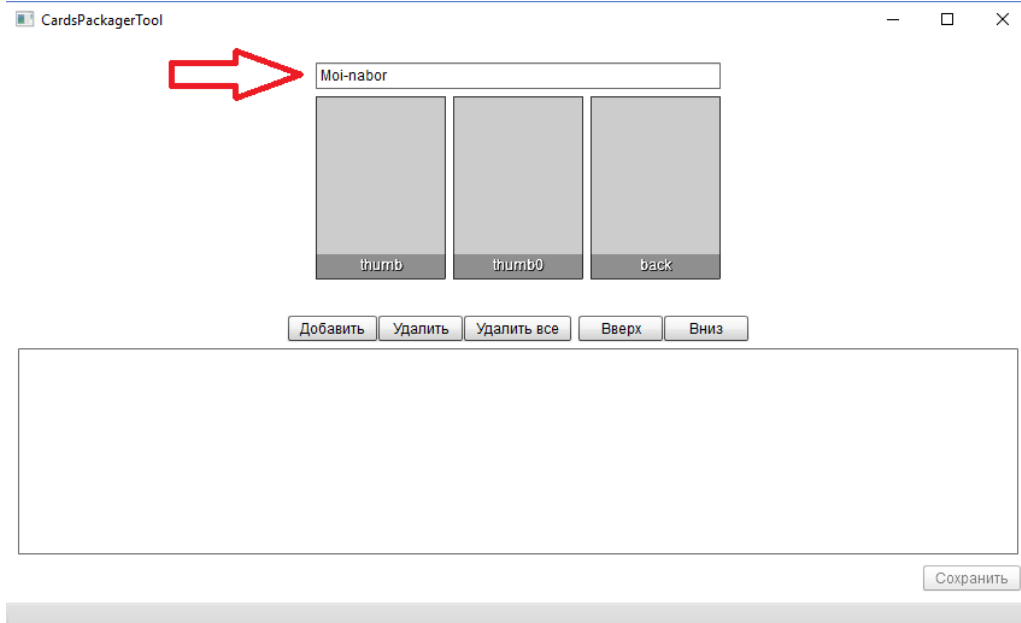 CardsPackagerTool
Moi-nabor
thumb thumb0 back
Добавить Удалить Удалить все Вверх Вниз
Сохранить